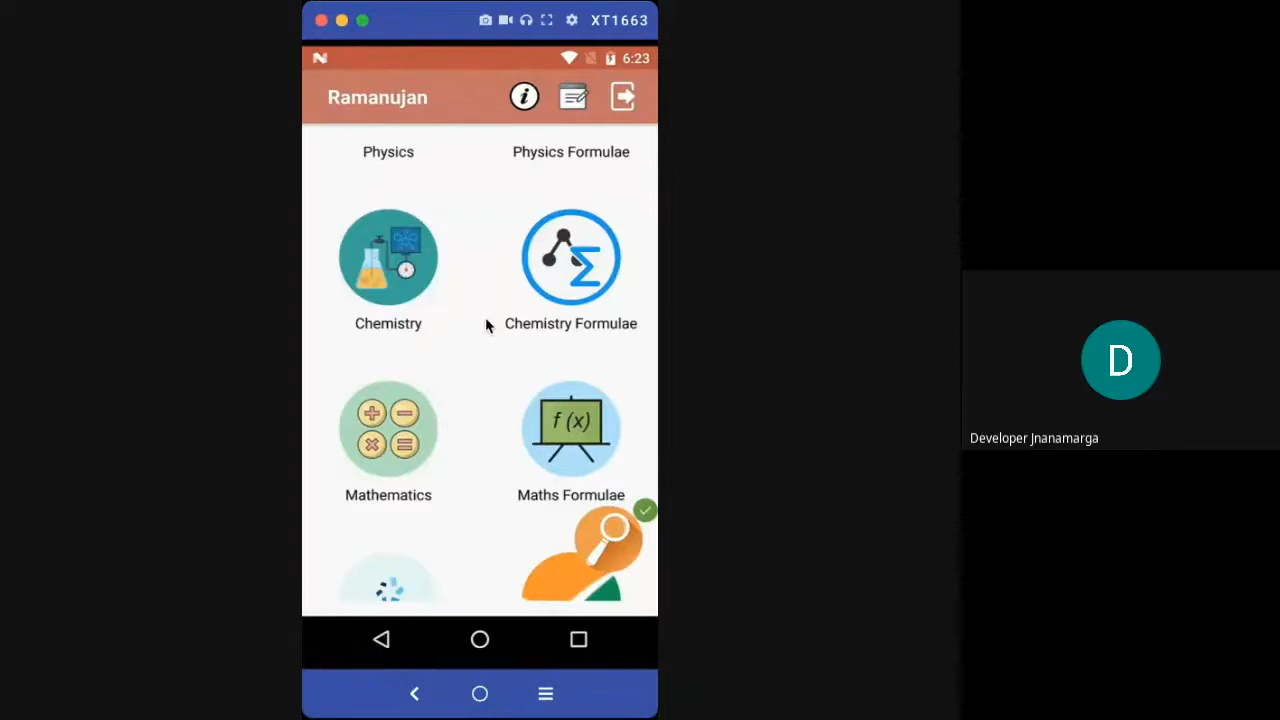 XT1663
6:23
Ramanujan
Physics Physics Formulae
Chemistry Chemistry Formulae
f (x)
Mathematics Maths Formulae
D
Developer Jnanamarga